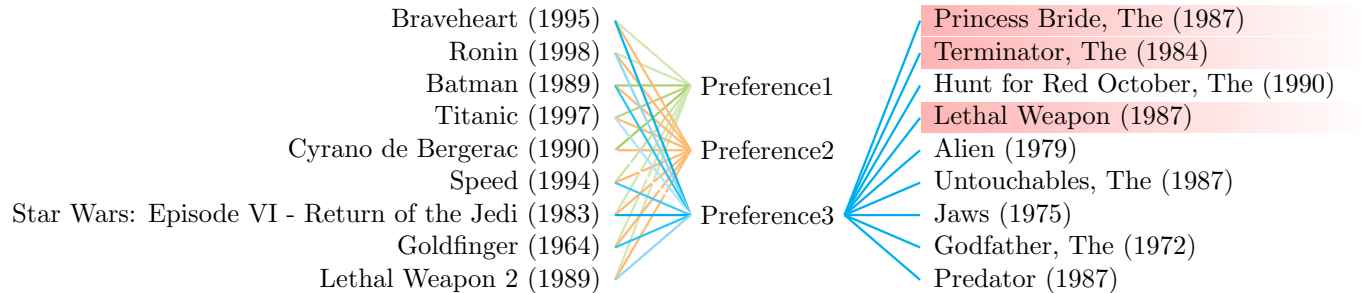 Braveheart (1995)
Ronin (1998)
Batman (1989)
Titanic (1997)
Cyrano de Bergerac (1990)
Speed (1994)
Star Wars: Episode VI - Return of the Jedi (1983)
Goldfinger (1964)
Lethal Weapon 2 (1989)
Preference1
Preference2
Preference3
Princess Bride, The (1987)
Terminator, The (1984)
Hunt for Red October, The (1990)
Lethal Weapon (1987)
Alien (1979)
Untouchables, The (1987)
Jaws (1975)
Godfather, The (1972)
Predator (1987)